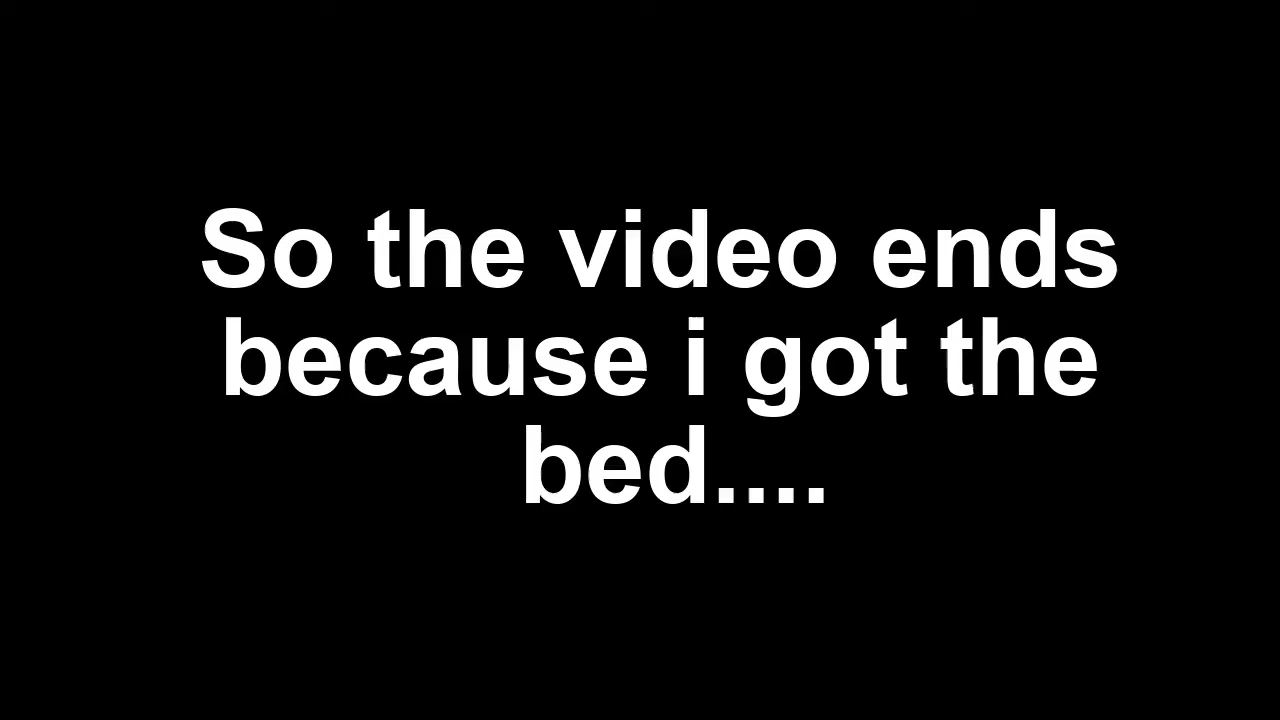 So the video ends
because i got the
bed....